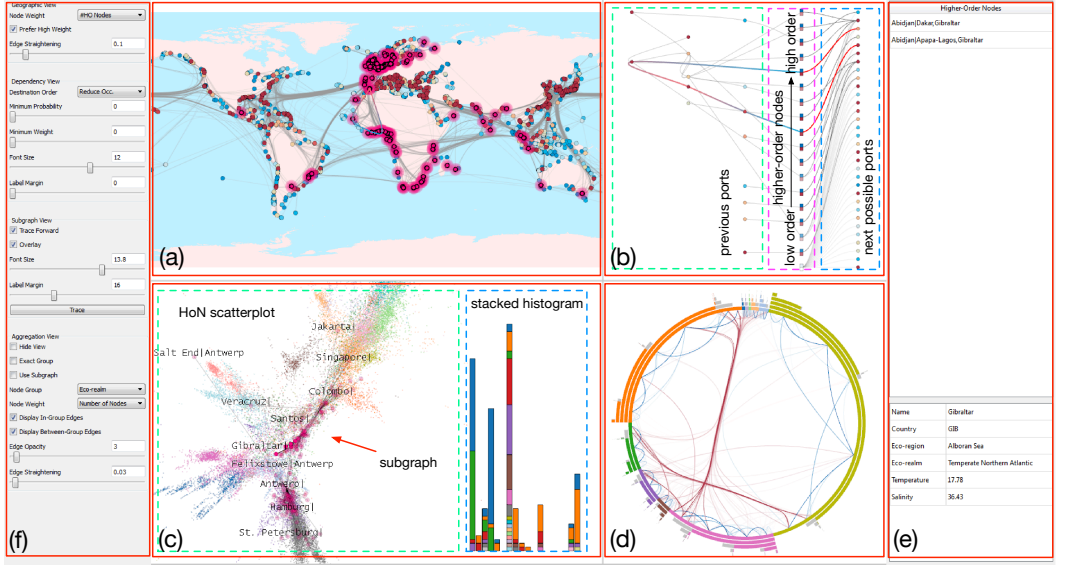 Geographic View
Node Weight #HO Nodes
Prefer High Weight
Edge Straightening 0.1
Dependency View
Destination Order Reduce Occ.
Minimum Probability 0
Minimum Weight 0
Font Size 12
Label Margin 0
Subgraph View
Trace Forward
Overlay
Font Size 13.8
Label Margin 16
Trace
Aggregation View
Hide View
Exact Group
Use Subgraph
Node Group Eco-realm
Node Weight Number of Nodes
Display In-Group Edges
Display Between-Group Edges
Edge Opacity 3
Edge Straightening 0.03
(f)
(a)
previous ports
low order
higher-order nodes
high order
next possible ports
(b)
HoN scatterplot
Jakarta|
Salt End|Antwerp
Singapore|
Colombo|
Veracruz|
Santos|
Gibraltar|
Felixstowe|Antwerp
Antwerp|
Hamburg|
St. Petersburg|
subgraph
stacked histogram
(c)
(d)
Higher-Order Nodes
Abidjan|Dakar,Gibraltar
Abidjan|Apapa-Lagos,Gibraltar
Name Gibraltar
Country GIB
Eco-region Alboran Sea
Eco-realm Temperate Northern Atlantic
Temperature 17.78
Salinity 36.43
(e)